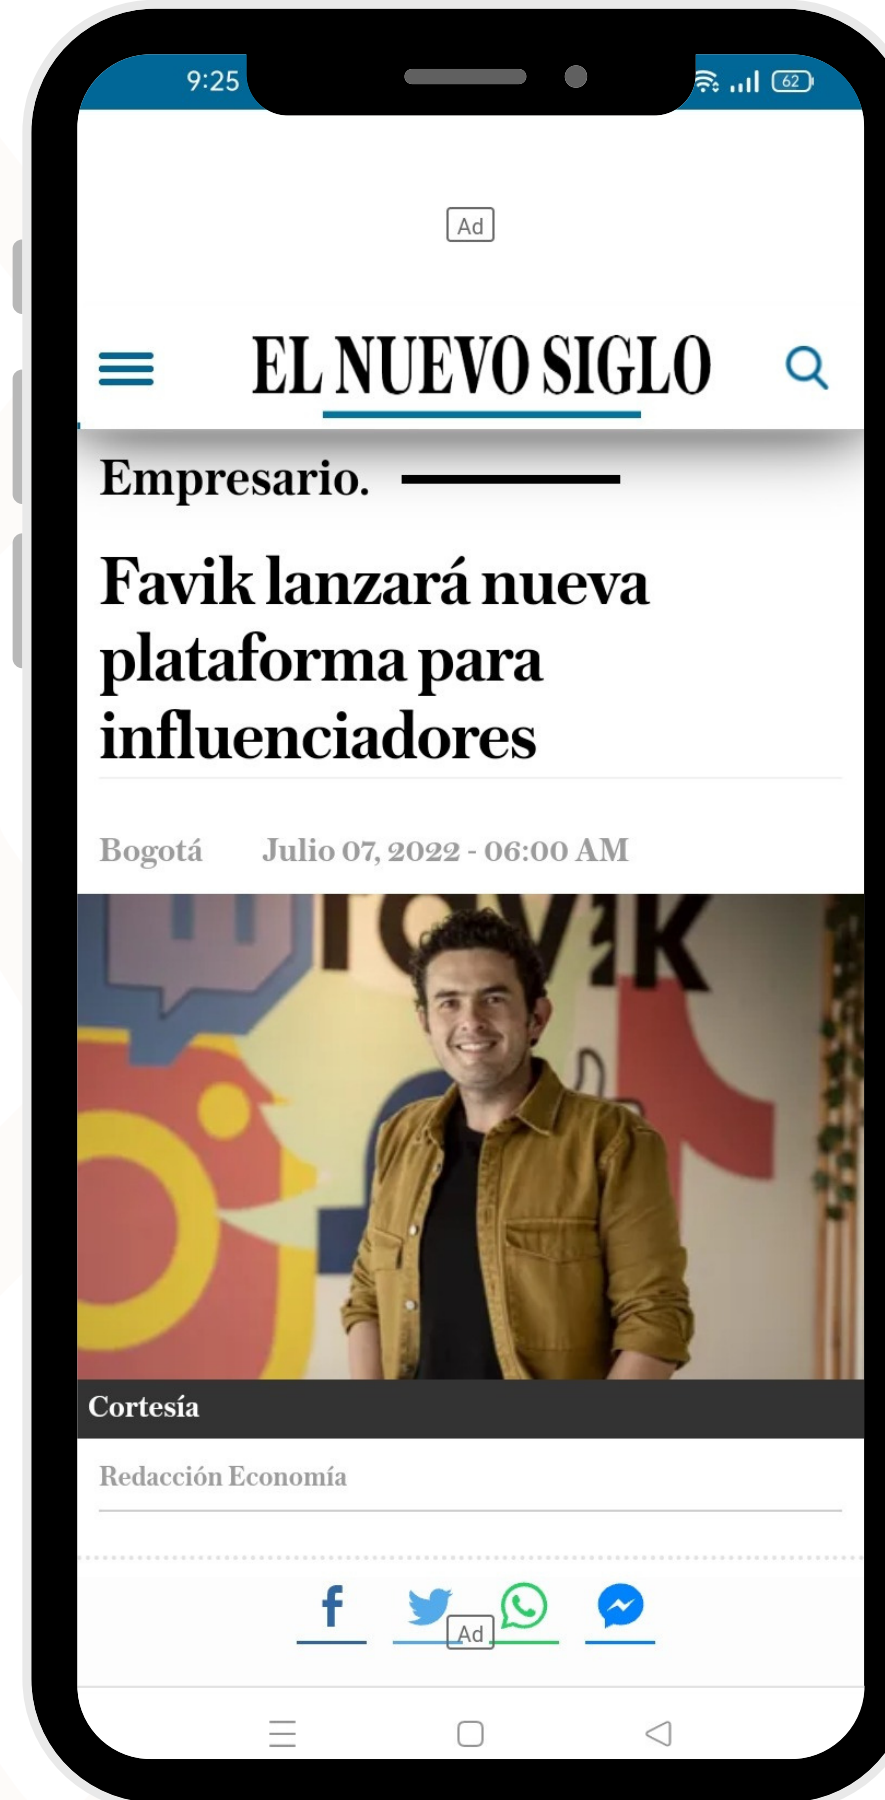 9:25
62
Ad
EL NUEVO SIGLO
Empresario.
Favik lanzará nueva
plataforma para
influenciadores
Bogotá Julio 07, 2022 - 06:00 AM
Favik
Cortesía
Redacción Economía
Ad